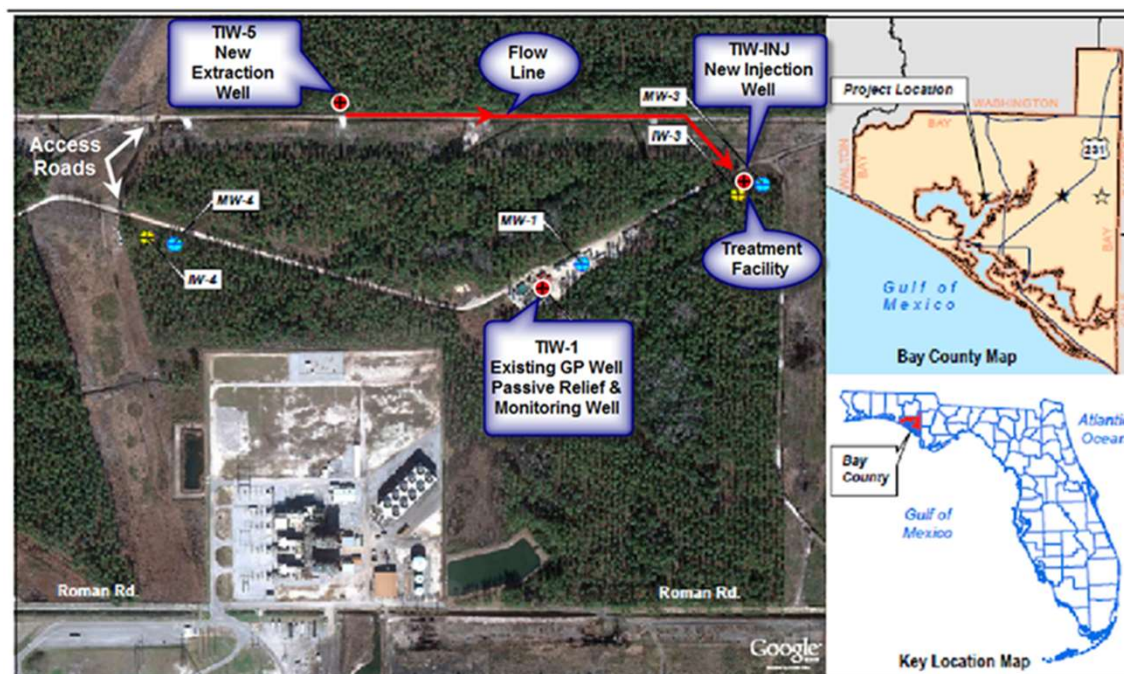 TIW-5
New
Extraction
Well
Flow
Line
TIW-INJ
New Injection
Well
MW-3
IW-3
Access
Roads
MW-4
IW-4
MW-1
Treatment
Facility
TIW-1
Existing GP Well
Passive Relief &
Monitoring Well
Roman Rd.
Roman Rd.
Google
Project Location
WASHINGTON
BAY
WALTON
BAY
231
BAY
Gulf of
Mexico
Bay County Map
Atlantic
Ocean
Bay
County
Gulf of
Mexico
Key Location Map